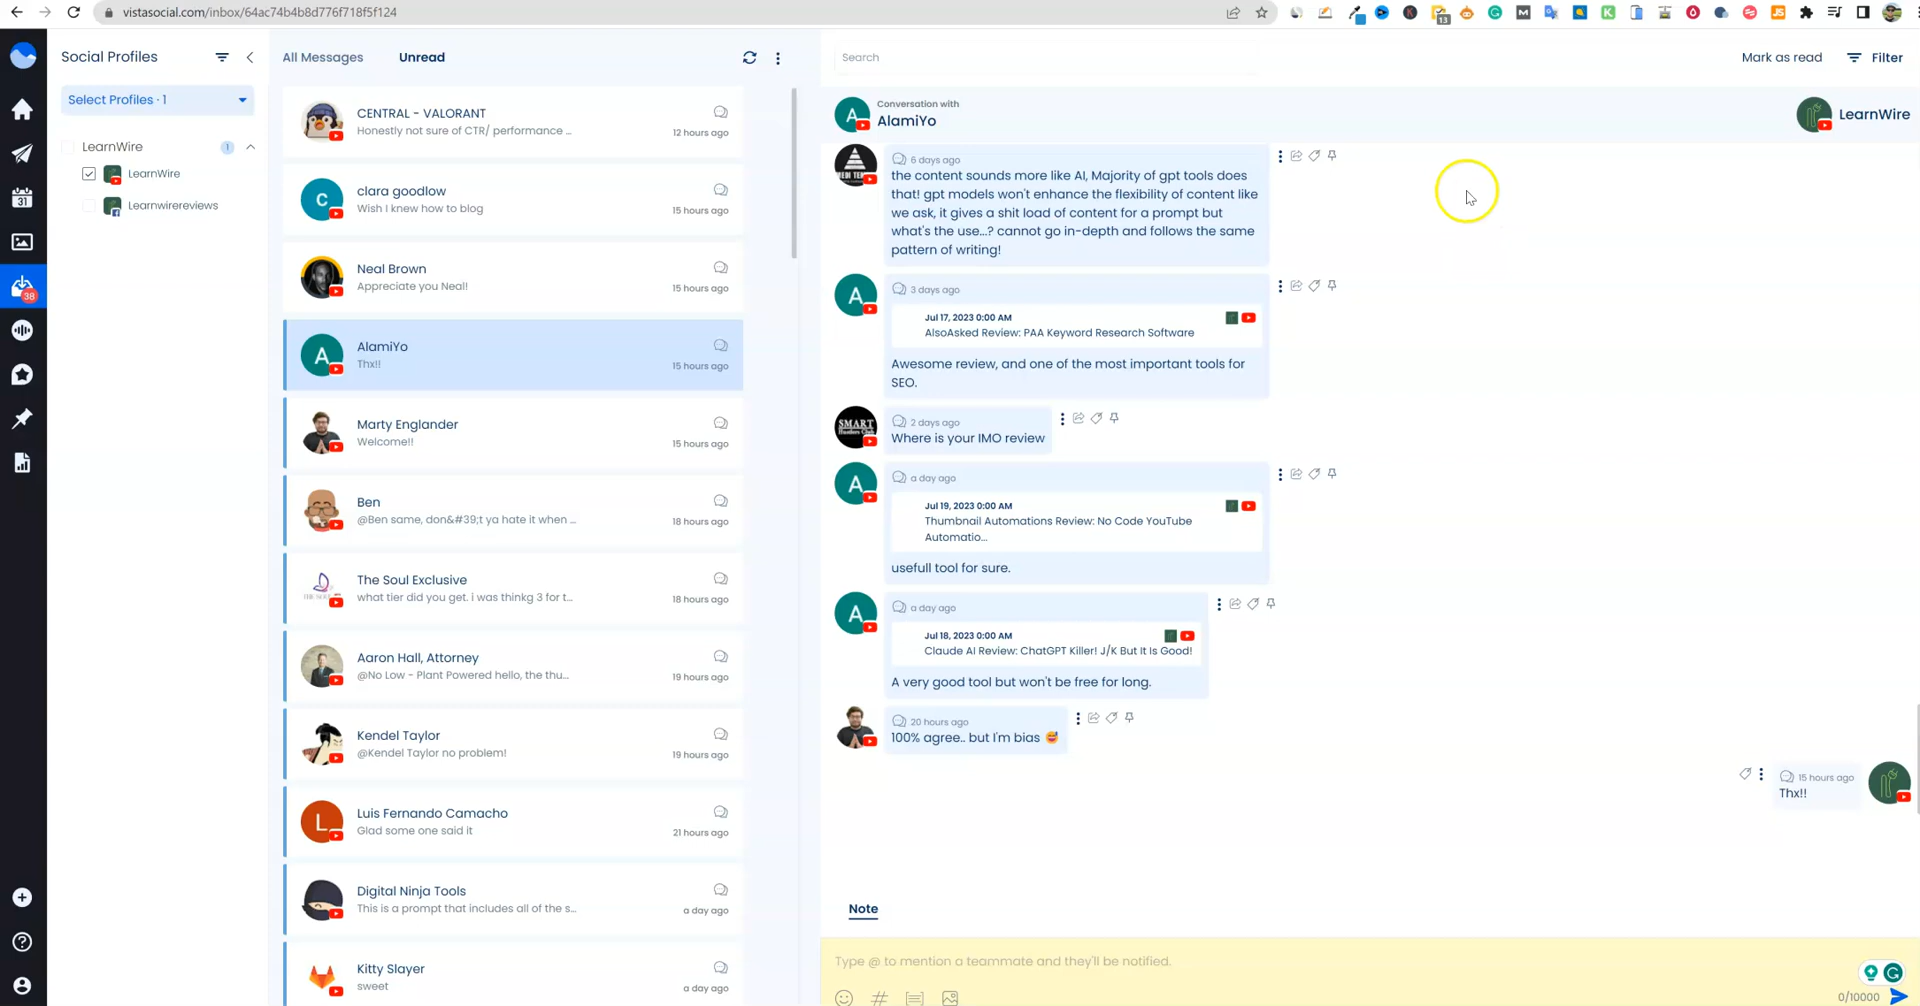 vistasocial.com/inbox/64ac74b4b8d776f718f5f124
13
Social Profiles
Select Profiles · 1
LearnWire
1
LearnWire
Learnwirereviews
31
38
All Messages
Unread
CENTRAL - VALORANT
Honestly not sure of CTR/ performance ...
12 hours ago
C
clara goodlow
Wish I knew how to blog
15 hours ago
Neal Brown
Appreciate you Neal!
15 hours ago
A
AlamiYo
Thx!!
15 hours ago
Marty Englander
Welcome!!
15 hours ago
Ben
@Ben same, don&#39;t ya hate it when ...
18 hours ago
The Soul Exclusive
what tier did you get. i was thinkg 3 for t...
18 hours ago
Aaron Hall, Attorney
@No Low - Plant Powered hello, the thu...
19 hours ago
Kendel Taylor
@Kendel Taylor no problem!
19 hours ago
L
Luis Fernando Camacho
Glad some one said it
21 hours ago
Digital Ninja Tools
This is a prompt that includes all of the s...
a day ago
Kitty Slayer
sweet
a day ago
Search
Mark as read
Filter
A
Conversation with
AlamiYo
LearnWire
6 days ago
the content sounds more like AI, Majority of gpt tools does
that! gpt models won't enhance the flexibility of content like
we ask, it gives a shit load of content for a prompt but
what's the use...? cannot go in-depth and follows the same
pattern of writing!
A
3 days ago
Jul 17, 2023 0:00 AM
AlsoAsked Review: PAA Keyword Research Software
Awesome review, and one of the most important tools for
SEO.
SMART
2 days ago
Where is your IMO review
A
a day ago
Jul 19, 2023 0:00 AM
Thumbnail Automations Review: No Code YouTube
Automatio...
usefull tool for sure.
A
a day ago
Jul 18, 2023 0:00 AM
Claude AI Review: ChatGPT Killer! J/K But It Is Good!
A very good tool but won't be free for long.
20 hours ago
100% agree.. but I'm bias 😅
15 hours ago
Thx!!
Note
Type @ to mention a teammate and they'll be notified.
0/10000